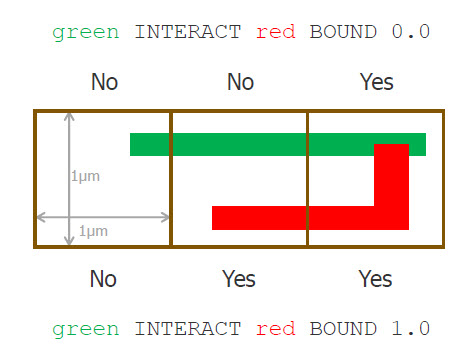 green INTERACT red BOUND 0.0
No No Yes
1μm
1μm
No Yes Yes
green INTERACT red BOUND 1.0